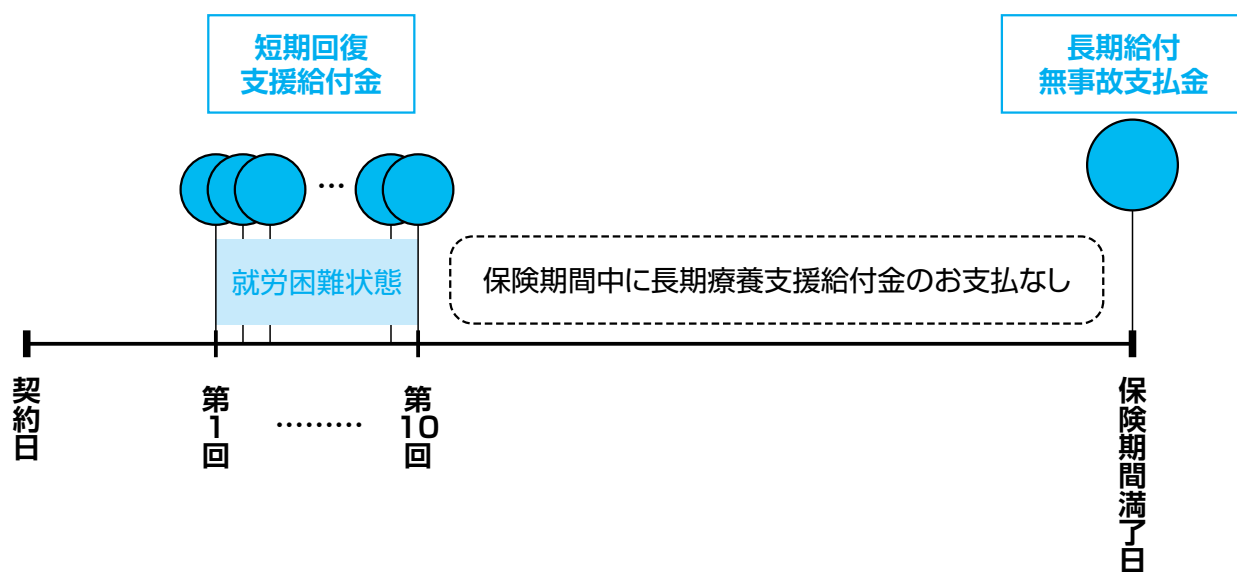 短期回復
支援給付金
長期給付
無事故支払金
…
就労困難状態
保険期間中に長期療養支援給付金のお支払なし
契約日
第1回
………
第10回
保険期間満了日